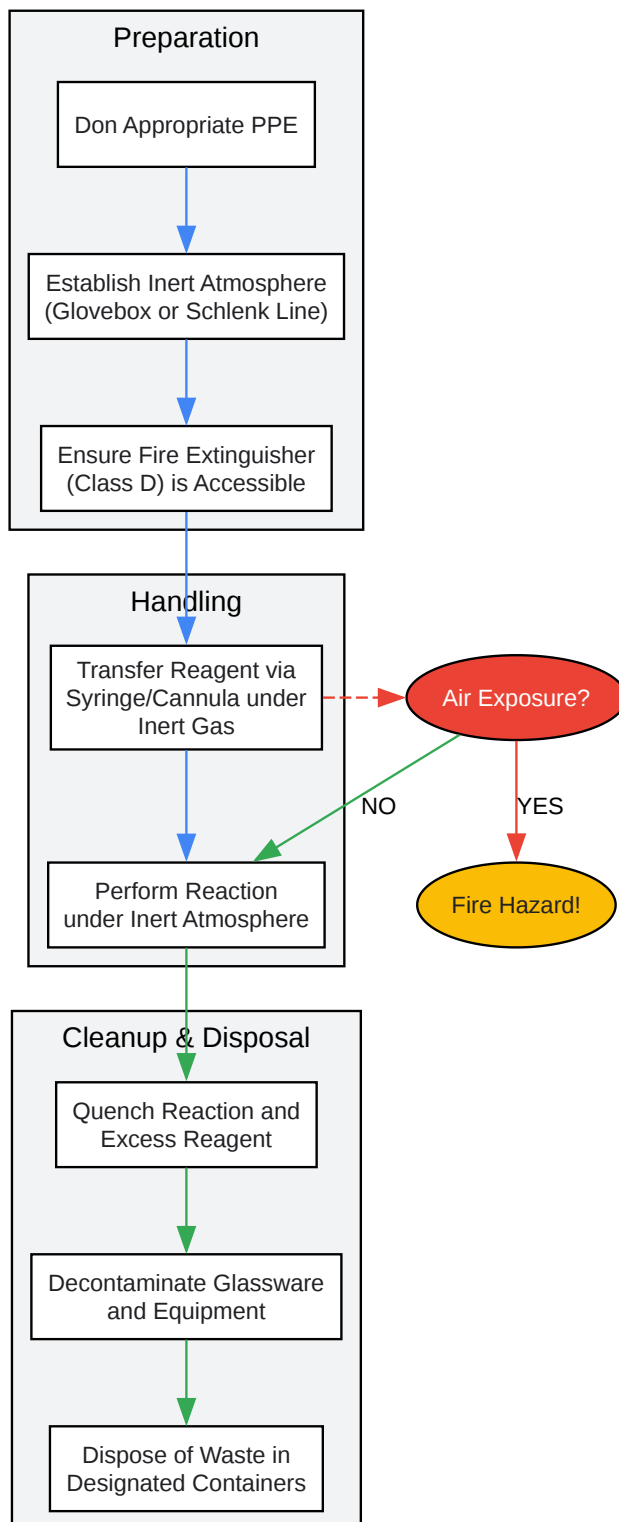 Preparation
Don Appropriate PPE
Establish Inert Atmosphere
(Glovebox or Schlenk Line)
Ensure Fire Extinguisher
(Class D) is Accessible
Handling
Transfer Reagent via
Syringe/Cannula under
Inert Gas
Air Exposure?
NO
YES
Perform Reaction
under Inert Atmosphere
Fire Hazard!
Cleanup & Disposal
Quench Reaction and
Excess Reagent
Decontaminate Glassware
and Equipment
Dispose of Waste in
Designated Containers